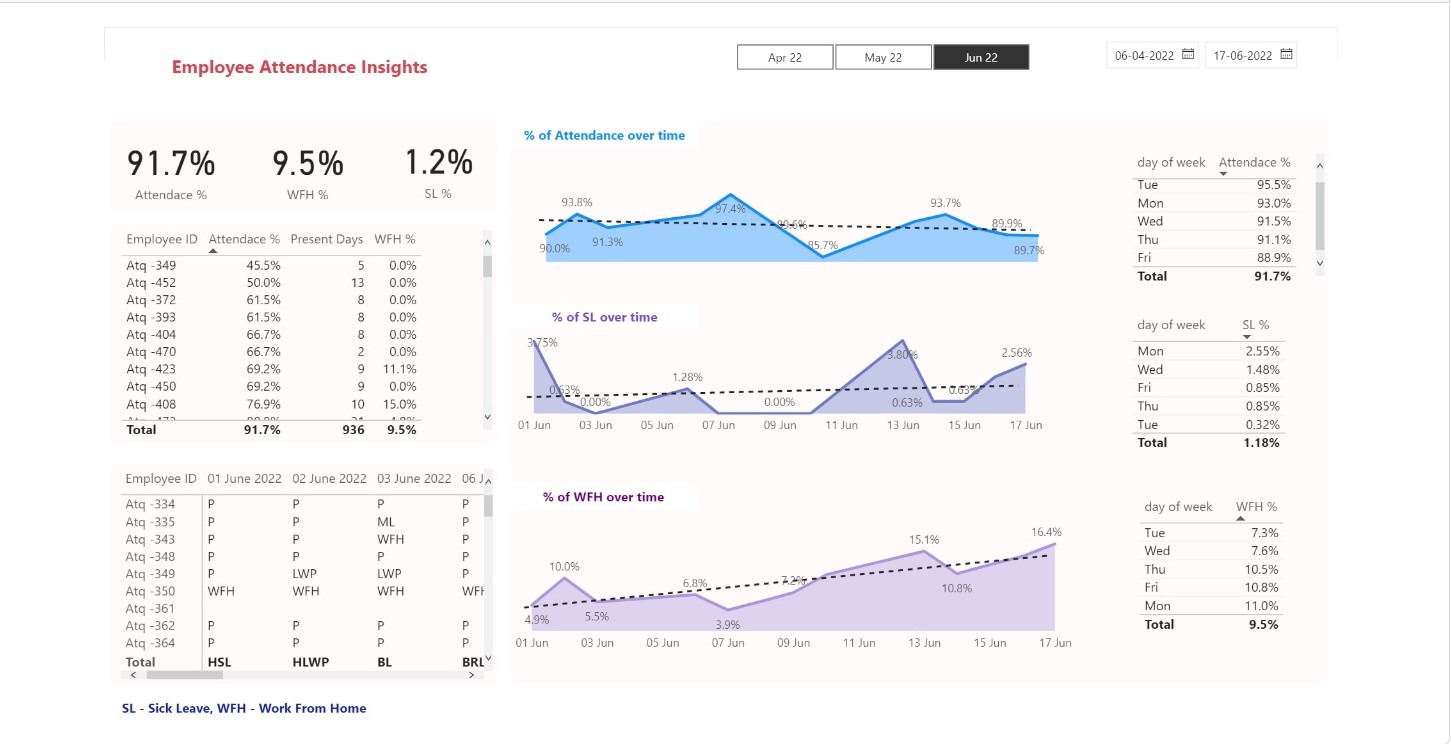 Employee Attendance Insights
Apr 22 May 22 Jun 22
06-04-2022 17-06-2022
91.7% 9.5% 1.2%
Attendace % WFH % SL %
Employee ID Attendace % Present Days WFH %
Atq -349 45.5% 5 0.0%
Atq -452 50.0% 13 0.0%
Atq -372 61.5% 8 0.0%
Atq -393 61.5% 8 0.0%
Atq -404 66.7% 8 0.0%
Atq -470 66.7% 2 0.0%
Atq -423 69.2% 9 11.1%
Atq -450 69.2% 9 0.0%
Atq -408 76.9% 10 15.0%
Total 91.7% 936 9.5%
Employee ID 01 June 2022 02 June 2022 03 June 2022 06 J
Atq -334 P P P P
Atq -335 P P ML P
Atq -343 P P WFH P
Atq -348 P P P P
Atq -349 P LWP LWP P
Atq -350 WFH WFH WFH WFH
Atq -361
Atq -362 P P P P
Atq -364 P P P P
Total HSL HLWP BL BRL
SL - Sick Leave, WFH - Work From Home
% of Attendance over time
90.0% 93.8% 91.3% 97.4% 89.6% 85.7% 93.7% 89.9% 89.7%
% of SL over time
3.75% 0.63% 0.00% 1.28% 0.00% 3.80% 0.63% 0.63% 2.56%
01 Jun 03 Jun 05 Jun 07 Jun 09 Jun 11 Jun 13 Jun 15 Jun 17 Jun
% of WFH over time
4.9% 10.0% 5.5% 6.8% 3.9% 7.2% 15.1% 10.8% 16.4%
01 Jun 03 Jun 05 Jun 07 Jun 09 Jun 11 Jun 13 Jun 15 Jun 17 Jun
day of week Attendace %
Tue 95.5%
Mon 93.0%
Wed 91.5%
Thu 91.1%
Fri 88.9%
Total 91.7%
day of week SL %
Mon 2.55%
Wed 1.48%
Fri 0.85%
Thu 0.85%
Tue 0.32%
Total 1.18%
day of week WFH %
Tue 7.3%
Wed 7.6%
Thu 10.5%
Fri 10.8%
Mon 11.0%
Total 9.5%